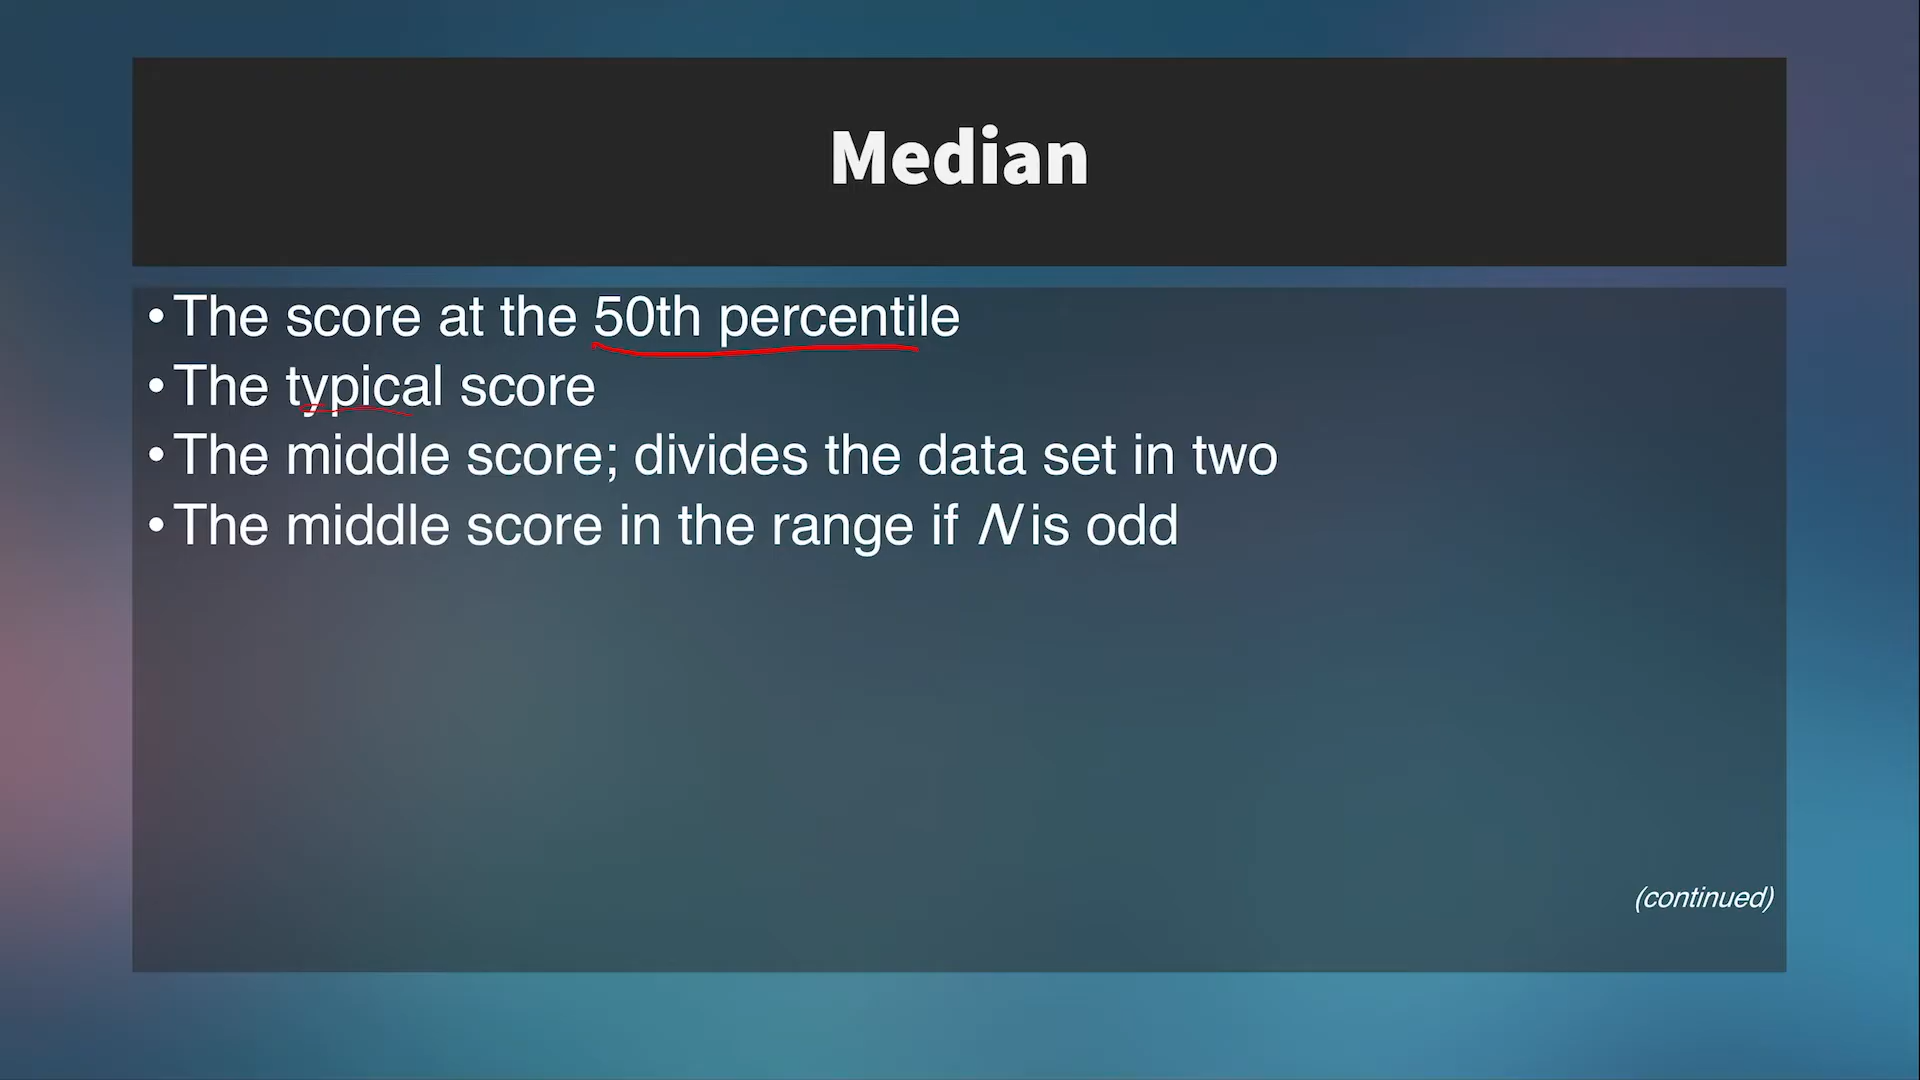 Median
•The score at the 50th percentile
•The typical score
•The middle score; divides the data set in two
•The middle score in the range if N is odd
(continued)